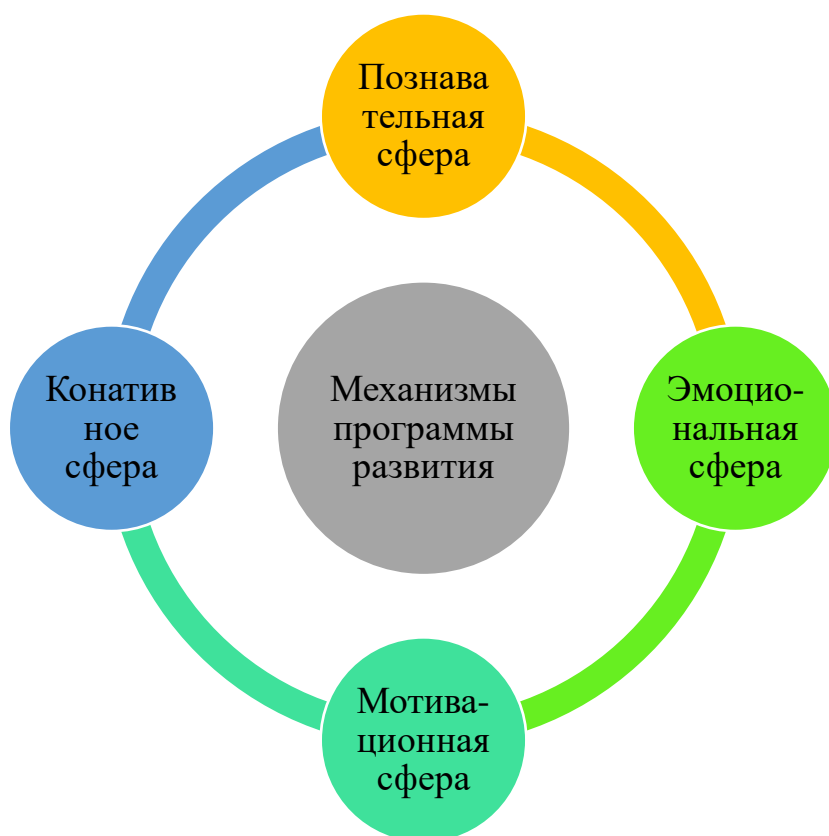 Познава
тельная
сфера
Конатив
ное
сфера
Механизмы
программы
развития
Эмоцио-
нальная
сфера
Мотива-
ционная
сфера